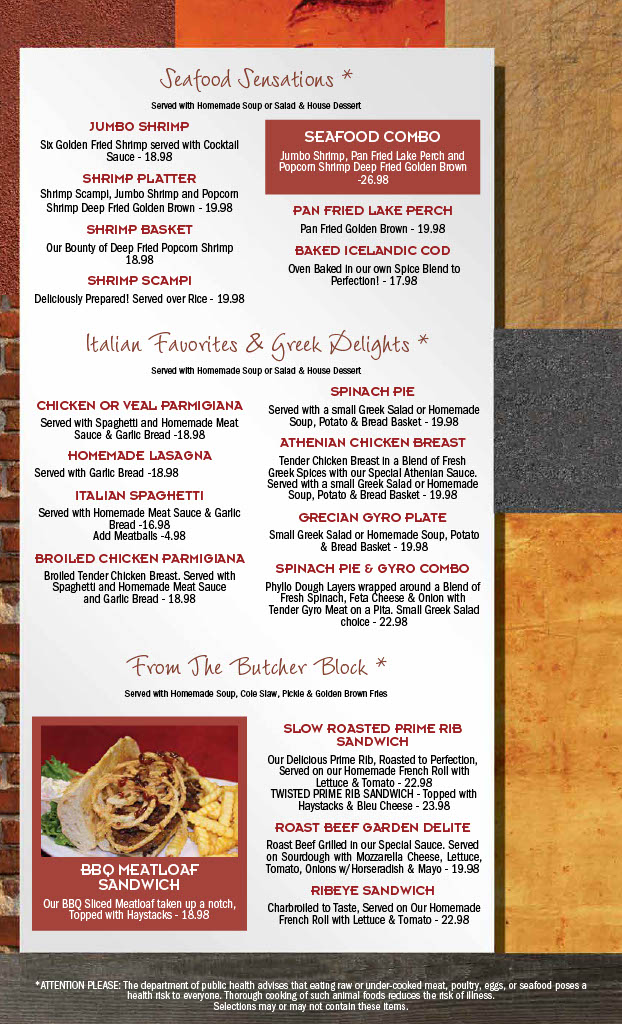 Seafood Sensations *
Served with Homemade Soup or Salad & House Dessert
JUMBO SHRIMP
Six Golden Fried Shrimp served with Cocktail
Sauce - 18.98
SHRIMP PLATTER
Shrimp Scampi, Jumbo Shrimp and Popcorn
Shrimp Deep Fried Golden Brown - 19.98
SHRIMP BASKET
Our Bounty of Deep Fried Popcorn Shrimp
18.98
SHRIMP SCAMPI
Deliciously Prepared! Served over Rice - 19.98
SEAFOOD COMBO
Jumbo Shrimp, Pan Fried Lake Perch and
Popcorn Shrimp Deep Fried Golden Brown
-26.98
PAN FRIED LAKE PERCH
Pan Fried Golden Brown - 19.98
BAKED ICELANDIC COD
Oven Baked in our own Spice Blend to
Perfection! - 17.98
Italian Favorites & Greek Delights *
Served with Homemade Soup or Salad & House Dessert
CHICKEN OR VEAL PARMIGIANA
Served with Spaghetti and Homemade Meat
Sauce & Garlic Bread -18.98
HOMEMADE LASAGNA
Served with Garlic Bread -18.98
ITALIAN SPAGHETTI
Served with Homemade Meat Sauce & Garlic
Bread -16.98
Add Meatballs -4.98
BROILED CHICKEN PARMIGIANA
Broiled Tender Chicken Breast. Served with
Spaghetti and Homemade Meat Sauce
and Garlic Bread - 18.98
SPINACH PIE
Served with a small Greek Salad or Homemade
Soup, Potato & Bread Basket - 19.98
ATHENIAN CHICKEN BREAST
Tender Chicken Breast in a Blend of Fresh
Greek Spices with our Special Athenian Sauce.
Served with a small Greek Salad or Homemade
Soup, Potato & Bread Basket - 19.98
GRECIAN GYRO PLATE
Small Greek Salad or Homemade Soup, Potato
& Bread Basket - 19.98
SPINACH PIE & GYRO COMBO
Phyllo Dough Layers wrapped around a Blend of
Fresh Spinach, Feta Cheese & Onion with
Tender Gyro Meat on a Pita. Small Greek Salad
choice - 22.98
From The Butcher Block *
Served with Homemade Soup, Cole Slaw, Pickle & Golden Brown Fries
BBQ MEATLOAF
SANDWICH
Our BBQ Sliced Meatloaf taken up a notch,
Topped with Haystacks - 18.98
SLOW ROASTED PRIME RIB
SANDWICH
Our Delicious Prime Rib, Roasted to Perfection,
Served on our Homemade French Roll with
Lettuce & Tomato - 22.98
TWISTED PRIME RIB SANDWICH - Topped with
Haystacks & Bleu Cheese - 23.98
ROAST BEEF GARDEN DELITE
Roast Beef Grilled in our Special Sauce. Served
on Sourdough with Mozzarella Cheese, Lettuce,
Tomato, Onions w/Horseradish & Mayo - 19.98
RIBEYE SANDWICH
Charbroiled to Taste, Served on Our Homemade
French Roll with Lettuce & Tomato - 22.98
*ATTENTION PLEASE: The department of public health advises that eating raw or under-cooked meat, poultry, eggs, or seafood poses a
health risk to everyone. Thorough cooking of such animal foods reduces the risk of illness.
Selections may or may not contain these items.